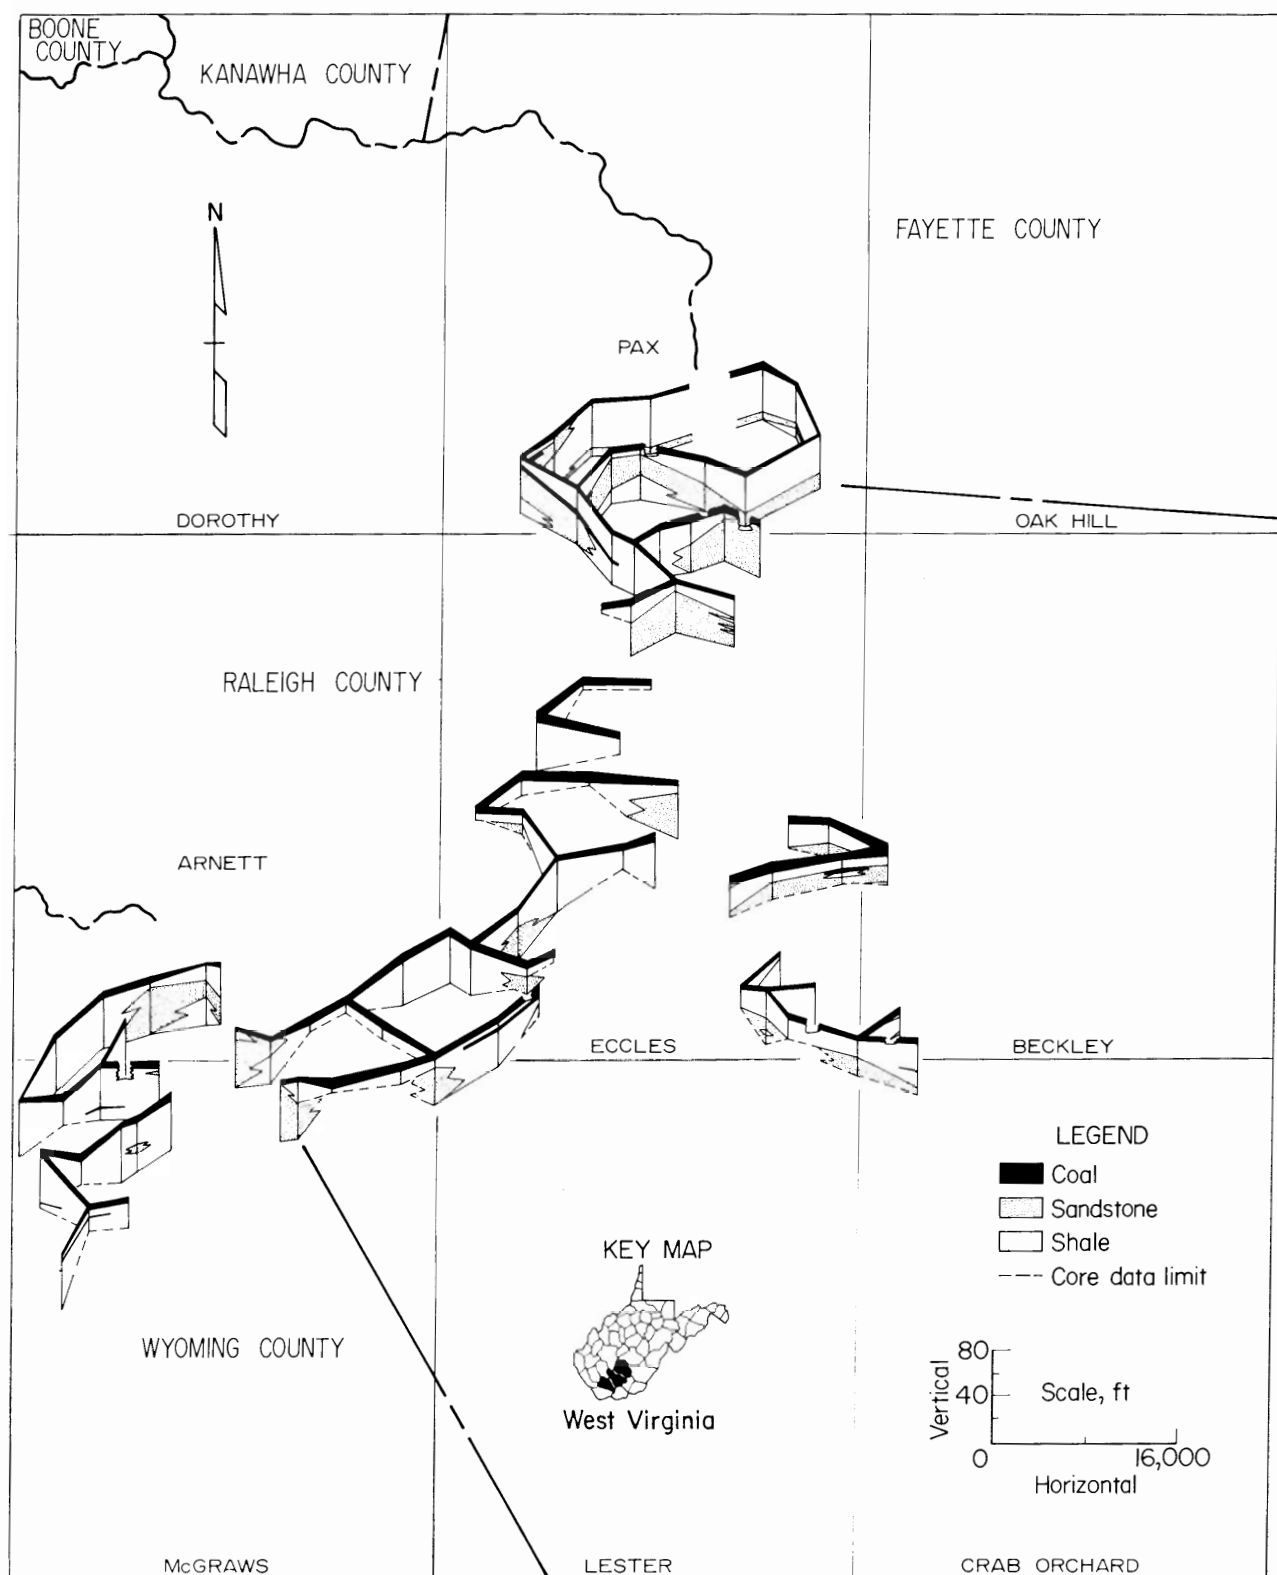 BOONE
COUNTY
KANAWHA COUNTY
N
FAYETTE COUNTY
PAX
DOROTHY
OAK HILL
RALEIGH COUNTY
ARNETT
ECCLES
BECKLEY
LEGEND
Coal
Sandstone
Shale
Core data limit
KEY MAP
West Virginia
WYOMING COUNTY
80
40
0
Vertical
Scale, ft
16,000
Horizontal
McGRAWS
LESTER
CRAB ORCHARD